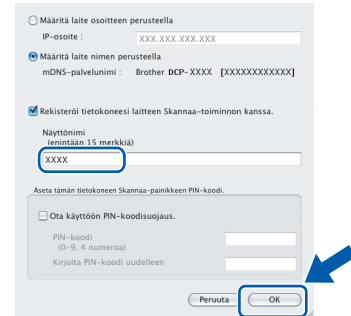 Määritä laite osoitteen perusteella
IP-osoite : XXX.XXX.XXX.XXX
Määritä laite nimen perusteella
mDNS-palvelunimi : Brother DCP-XXXX [XXXXXXXXXXXX]
Rekisteröi tietokoneesi laitteen Skannaa-toiminnon kanssa.
Näyttönimi
(enintään 15 merkkiä)
XXXX
Aseta tämän tietokoneen Skannaa-painikkeen PIN-koodi.
Ota käyttöön PIN-koodisuojaus.
PIN-koodi
(0-9, 4 numeroa)
Kirjoita PIN-koodi uudelleen
Peruuta OK